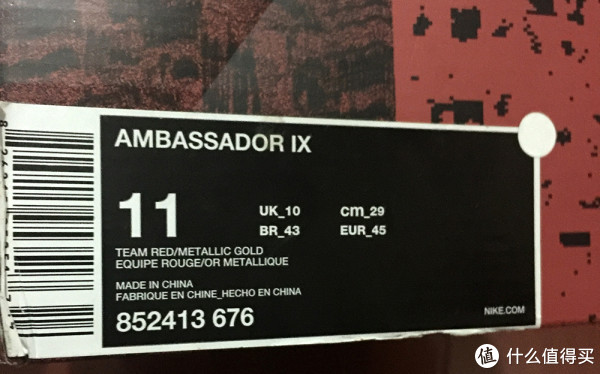 AMBASSADOR IX
11
UK_10 cm_29
BR_43 EUR_45
TEAM RED/METALLIC GOLD
EQUIPE ROUGE/OR METALLIQUE
MADE IN CHINA
FABRIQUE EN CHINE_HECHO EN CHINA
852413 676
NIKE.COM
值 什么值得买